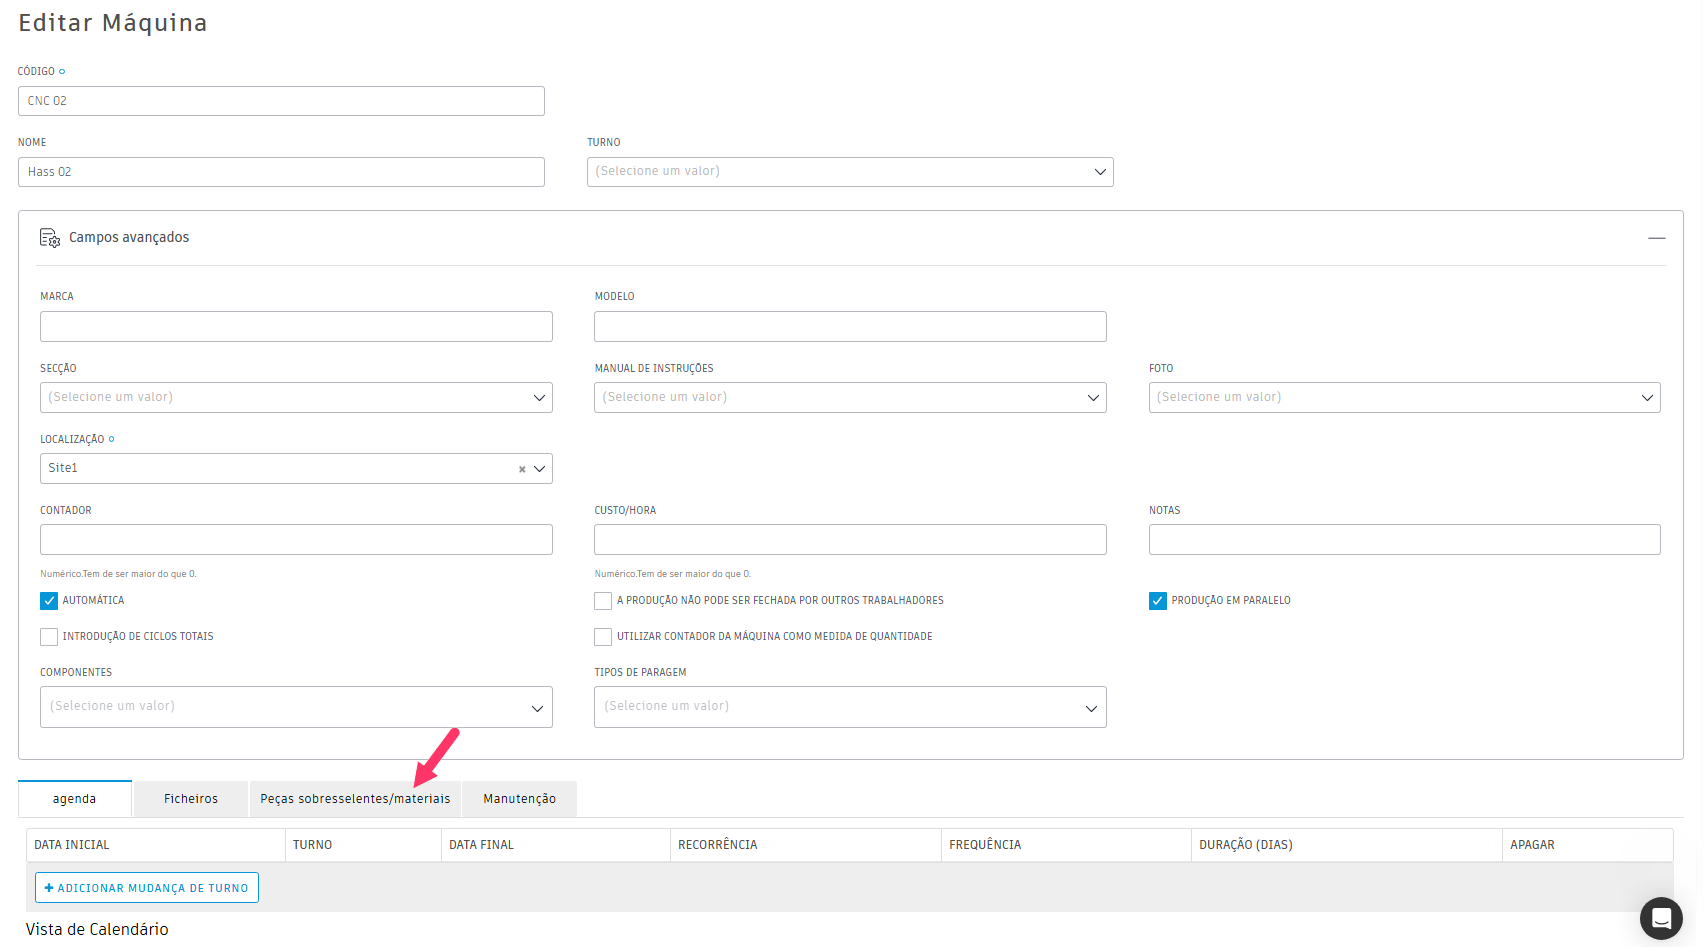 Editar Máquina
CÓDIGO
CNC 02
NOME
TURNO
Hass 02
(Selecione um valor)
Campos avançados
MARCA
MODELO
SECÇÃO
MANUAL DE INSTRUÇÕES
FOTO
(Selecione um valor)
(Selecione um valor)
(Selecione um valor)
LOCALIZAÇÃO
Site1
CONTADOR
CUSTO/HORA
NOTAS
Numérico.Tem de ser maior do que 0.
Numérico.Tem de ser maior do que 0.
AUTOMÁTICA
A PRODUÇÃO NÃO PODE SER FECHADA POR OUTROS TRABALHADORES
PRODUÇÃO EM PARALELO
INTRODUÇÃO DE CICLOS TOTAIS
UTILIZAR CONTADOR DA MÁQUINA COMO MEDIDA DE QUANTIDADE
COMPONENTES
TIPOS DE PARAGEM
(Selecione um valor)
(Selecione um valor)
agenda
Ficheiros
Peças sobresselentes/materiais
Manutenção
DATA INICIAL
TURNO
DATA FINAL
RECORRÊNCIA
FREQUÊNCIA
DURAÇÃO (DIAS)
APAGAR
+ ADICIONAR MUDANÇA DE TURNO
Vista de Calendário